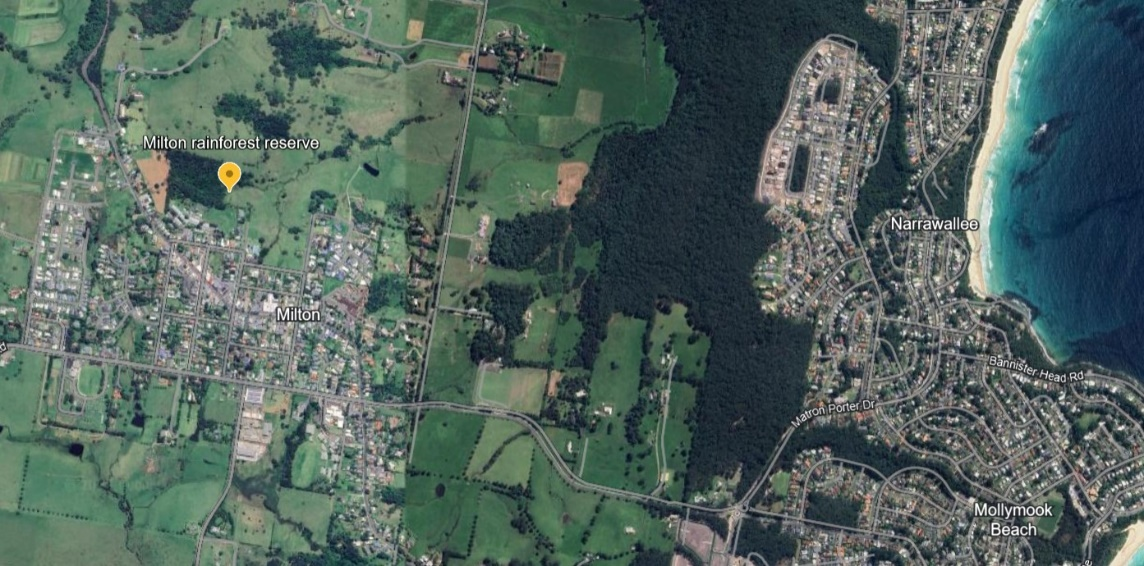 Milton rainforest reserve
Narrawallee
Milton
Bannister Head Rd
Matron Porter Dr
Mollymook
Beach